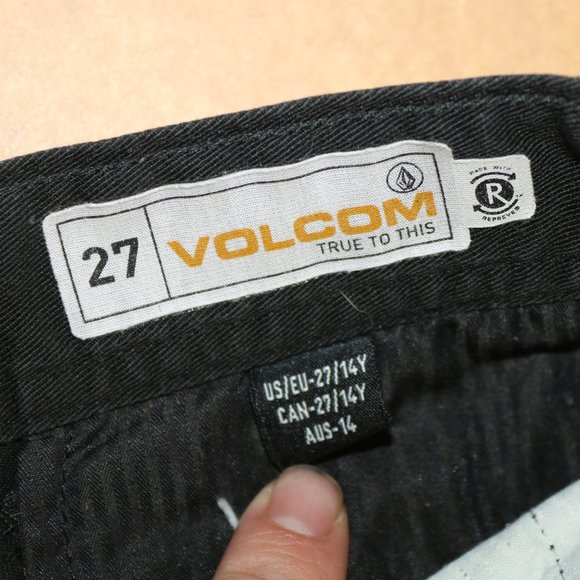 27
VOLCOM
TRUE TO THIS
MADE WITH
R
REPREVE
US/EU-27/14Y
CAN-27/14Y
AUS-14